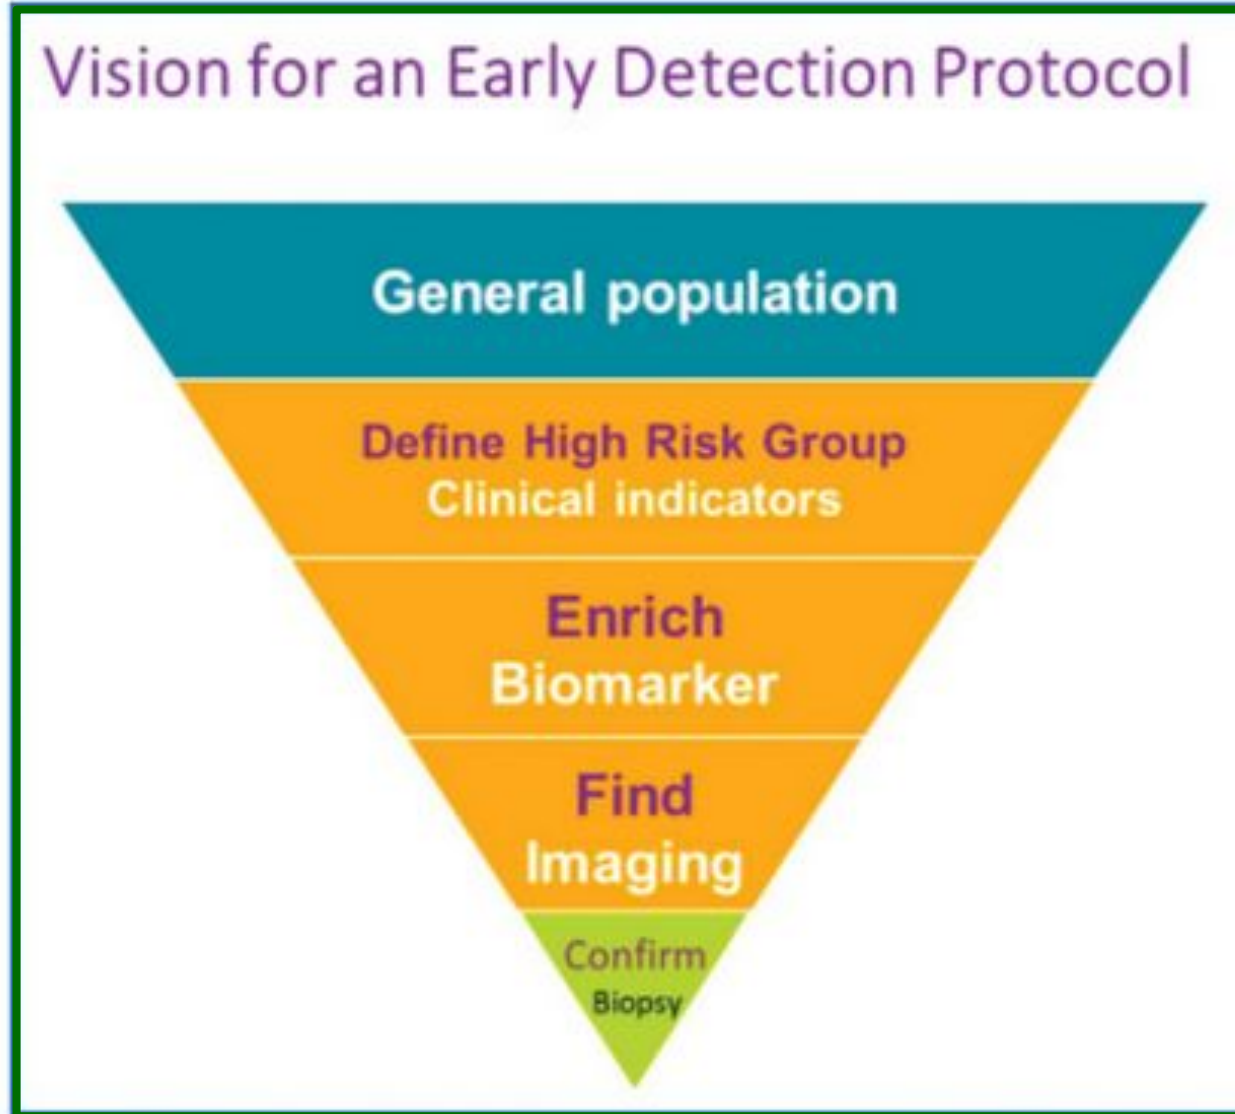 Vision for an Early Detection Protocol
General population
Define High Risk Group
Clinical indicators
Enrich
Biomarker
Find
Imaging
Confirm
Biopsy